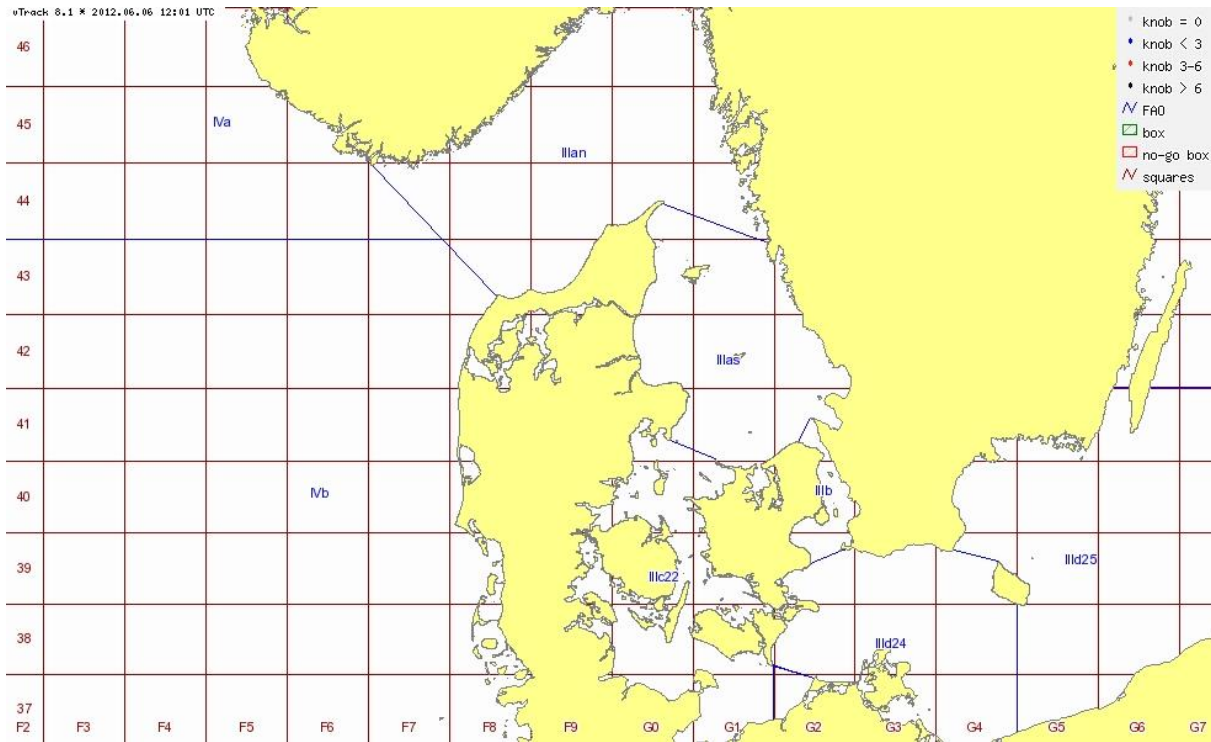 vTrack 8.1 * 2012.06.06 12:01 UTC
knob = 0
knob < 3
knob 3-6
knob > 6
FAO
box
no-go box
squares
46
45
44
43
42
41
40
39
38
37
IVa
IIIan
IIIas
IVb
IIIb
IIId25
IIIc22
IIId24
F2 F3 F4 F5 F6 F7 F8 F9 G0 G1 G2 G3 G4 G5 G6 G7